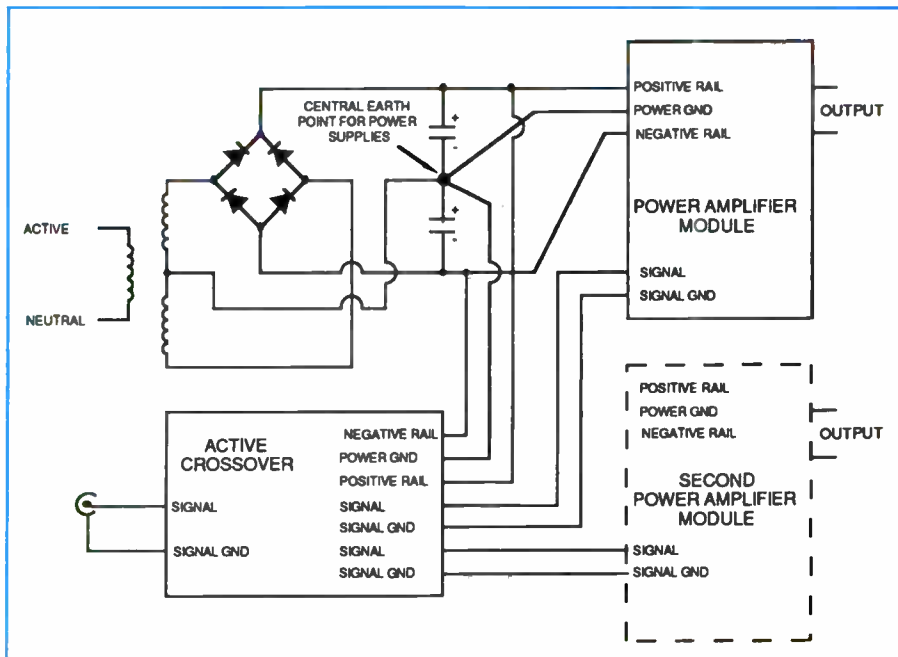 CENTRAL EARTH
POINT FOR POWER
SUPPLIES
ACTIVE
NEUTRAL
+
-
+
-
POSITIVE RAIL
POWER GND
NEGATIVE RAIL
OUTPUT
POWER AMPLIFIER
MODULE
SIGNAL
SIGNAL GND
ACTIVE
CROSSOVER
SIGNAL
SIGNAL GND
NEGATIVE RAIL
POWER GND
POSITIVE RAIL
SIGNAL
SIGNAL GND
SIGNAL
SIGNAL GND
POSITIVE RAIL
POWER GND
NEGATIVE RAIL
OUTPUT
SECOND
POWER AMPLIFIER
MODULE
SIGNAL
SIGNAL GND